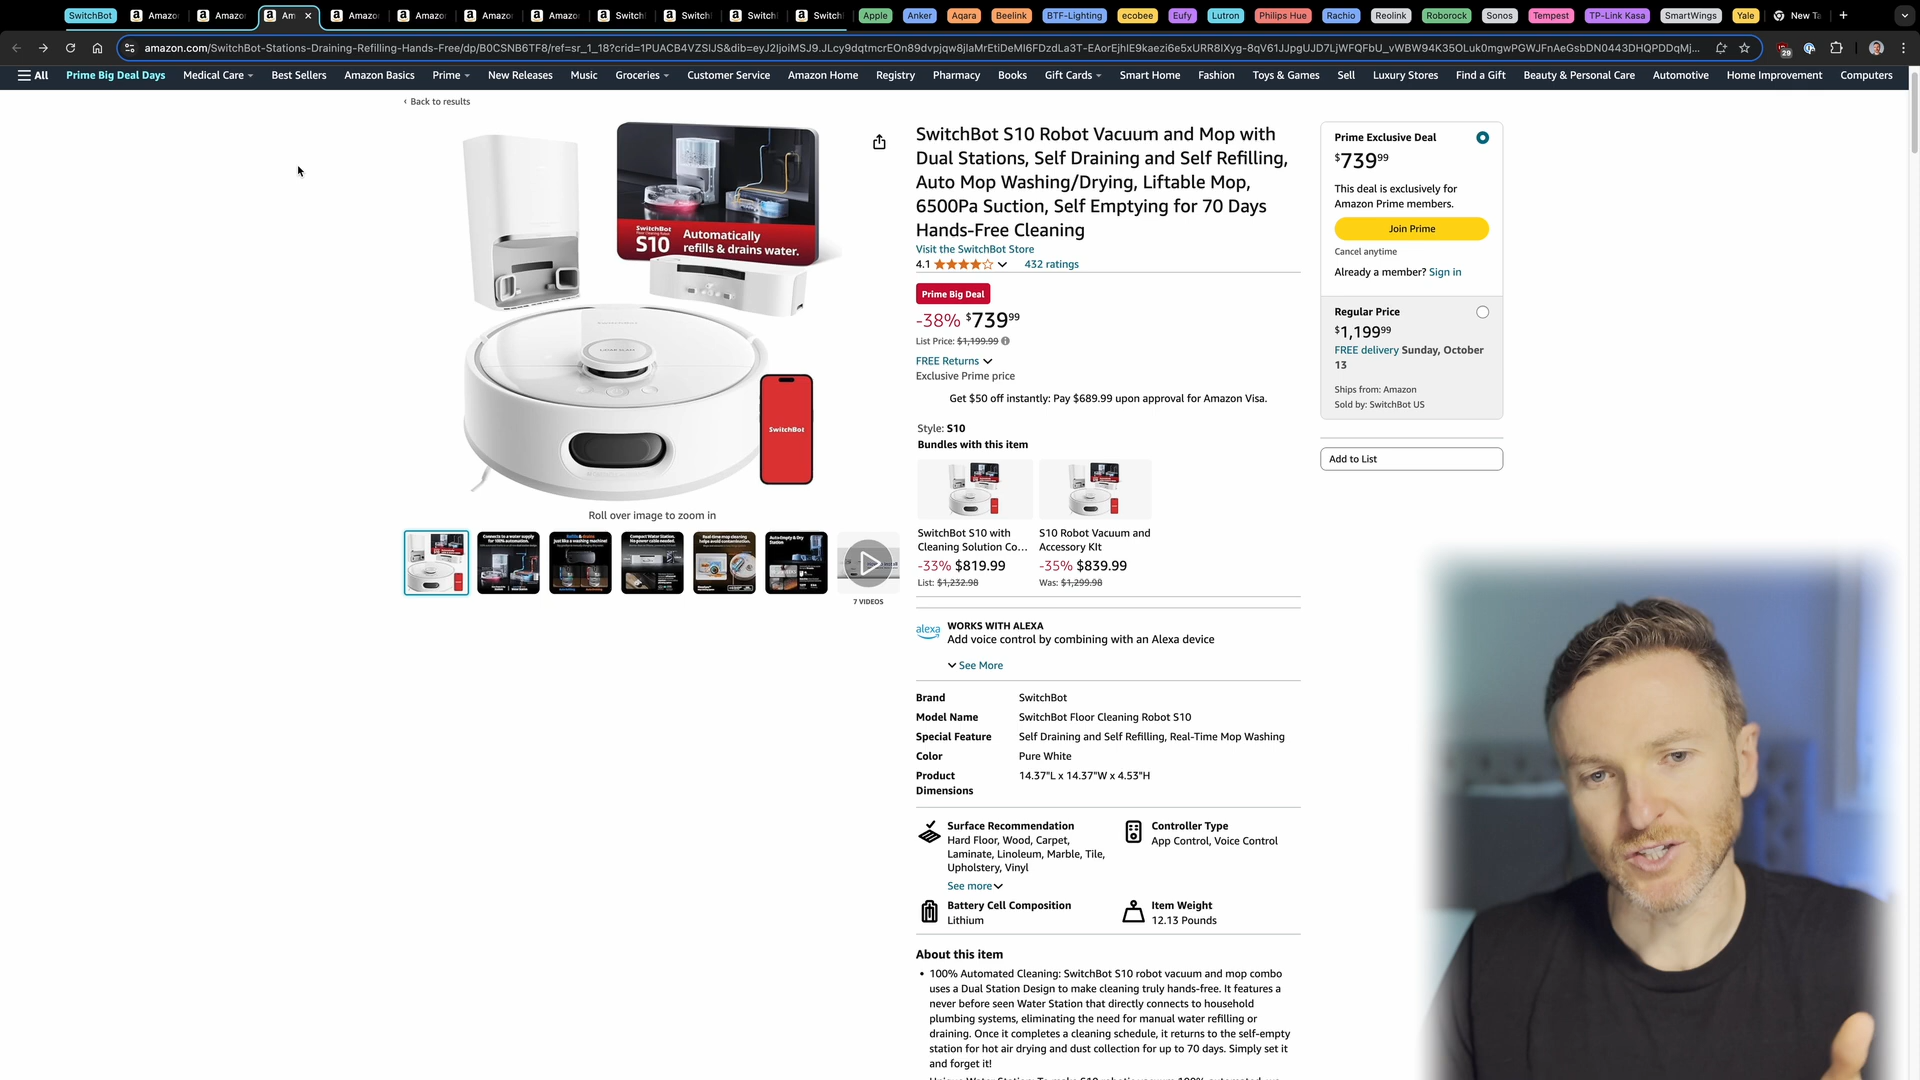 SwitchBot
Amazo
Amazo
Am
Amazo
Amazo
Amazo
Amazo
Switch
Switch
Switch
Switch
Apple
Anker
Aqara
Beelink
BTF-Lighting
ecobee
Eufy
Lutron
Philips Hue
Rachio
Reolink
Roborock
Sonos
Tempest
TP-Link Kasa
SmartWings
Yale
New Ta
29
All
Prime Big Deal Days
Medical Care
Best Sellers
Amazon Basics
Prime
New Releases
Music
Groceries
Customer Service
Amazon Home
Registry
Pharmacy
Books
Gift Cards
Smart Home
Fashion
Toys & Games
Sell
Luxury Stores
Find a Gift
Beauty & Personal Care
Automotive
Home Improvement
Computers
‹ Back to results
SwitchBot
S10
Automatically
refills & drains water.
SwitchBot
Roll over image to zoom in
7 VIDEOS
SwitchBot S10 Robot Vacuum and Mop with
Dual Stations, Self Draining and Self Refilling,
Auto Mop Washing/Drying, Liftable Mop,
6500Pa Suction, Self Emptying for 70 Days
Hands-Free Cleaning
Visit the SwitchBot Store
4.1
432 ratings
Prime Big Deal
-38% $739.99
List Price: $1,199.99
FREE Returns
Exclusive Prime price
Get $50 off instantly: Pay $689.99 upon approval for Amazon Visa.
Style: S10
Bundles with this item
SwitchBot S10 with
Cleaning Solution Co...
-33% $819.99
List: $1,232.98
S10 Robot Vacuum and
Accessory KIt
-35% $839.99
Was: $1,299.98
alexa
WORKS WITH ALEXA
Add voice control by combining with an Alexa device
See More
Brand SwitchBot
Model Name SwitchBot Floor Cleaning Robot S10
Special Feature Self Draining and Self Refilling, Real-Time Mop Washing
Color Pure White
Product
Dimensions
14.37"L x 14.37"W x 4.53"H
Surface Recommendation
Hard Floor, Wood, Carpet,
Laminate, Linoleum, Marble, Tile,
Upholstery, Vinyl
See more
Controller Type
App Control, Voice Control
Battery Cell Composition
Lithium
Item Weight
12.13 Pounds
About this item
• 100% Automated Cleaning: SwitchBot S10 robot vacuum and mop combo
uses a Dual Station Design to make cleaning truly hands-free. It features a
never before seen Water Station that directly connects to household
plumbing systems, eliminating the need for manual water refilling or
draining. Once it completes a cleaning schedule, it returns to the self-empty
station for hot air drying and dust collection for up to 70 days. Simply set it
and forget it!
Prime Exclusive Deal
$739.99
This deal is exclusively for
Amazon Prime members.
Join Prime
Cancel anytime
Already a member? Sign in
Regular Price
$1,199.99
FREE delivery Sunday, October
13
Ships from: Amazon
Sold by: SwitchBot US
Add to List